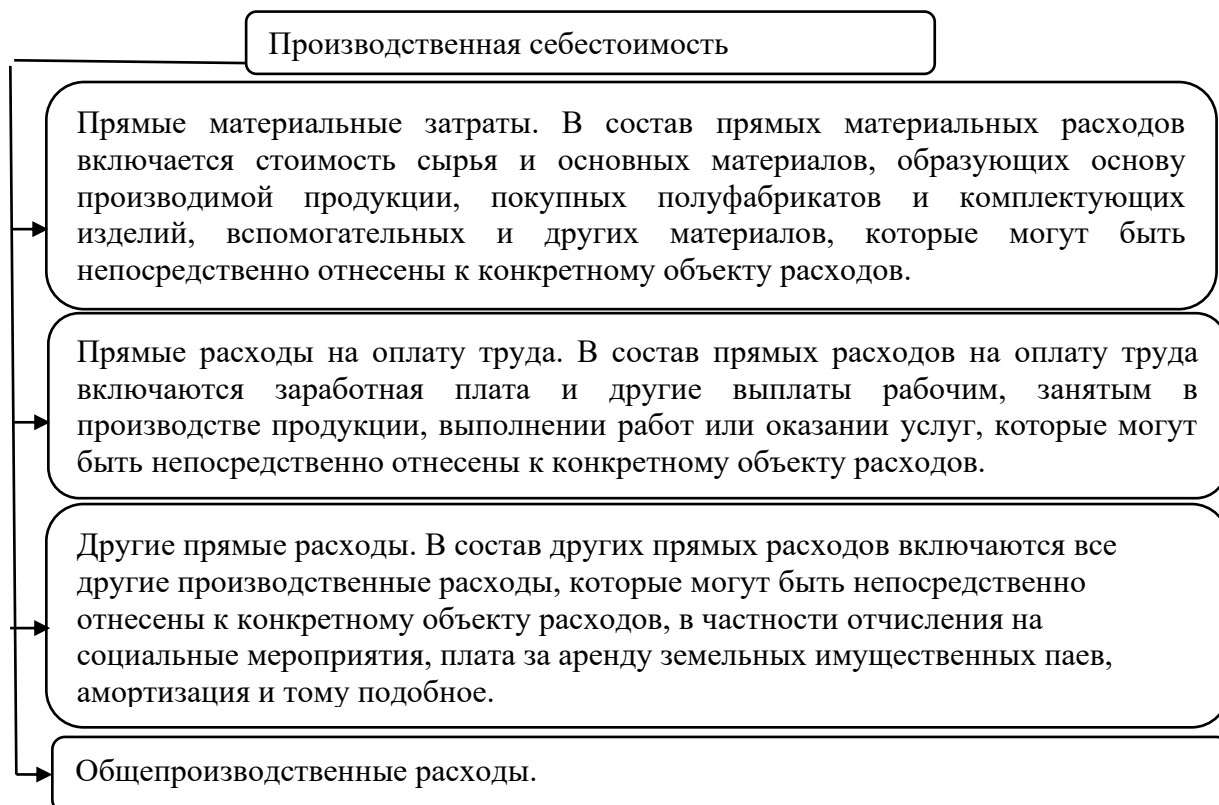 Производственная себестоимость
Прямые материальные затраты. В состав прямых материальных расходов
включается стоимость сырья и основных материалов, образующих основу
производимой продукции, покупных полуфабрикатов и комплектующих
изделий, вспомогательных и других материалов, которые могут быть
непосредственно отнесены к конкретному объекту расходов.
Прямые расходы на оплату труда. В состав прямых расходов на оплату труда
включаются заработная плата и другие выплаты рабочим, занятым в
производстве продукции, выполнении работ или оказании услуг, которые могут
быть непосредственно отнесены к конкретному объекту расходов.
Другие прямые расходы. В состав других прямых расходов включаются все
другие производственные расходы, которые могут быть непосредственно
отнесены к конкретному объекту расходов, в частности отчисления на
социальные мероприятия, плата за аренду земельных имущественных паев,
амортизация и тому подобное.
Общепроизводственные расходы.